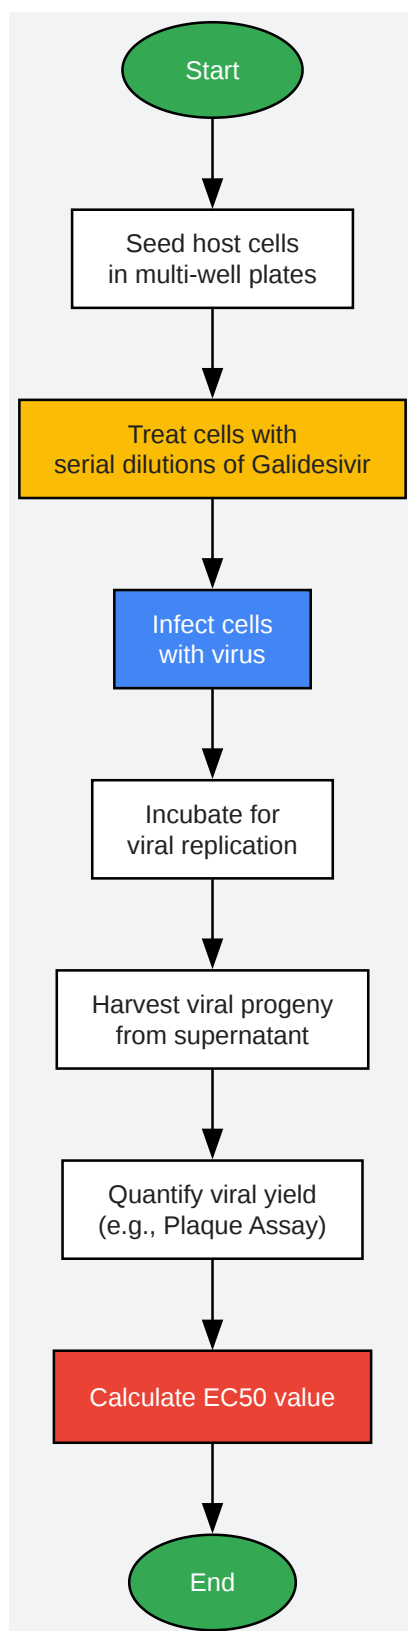 Start
Seed host cells
in multi-well plates
Treat cells with
serial dilutions of Galidesivir
Infect cells
with virus
Incubate for
viral replication
Harvest viral progeny
from supernatant
Quantify viral yield
(e.g., Plaque Assay)
Calculate EC50 value
End